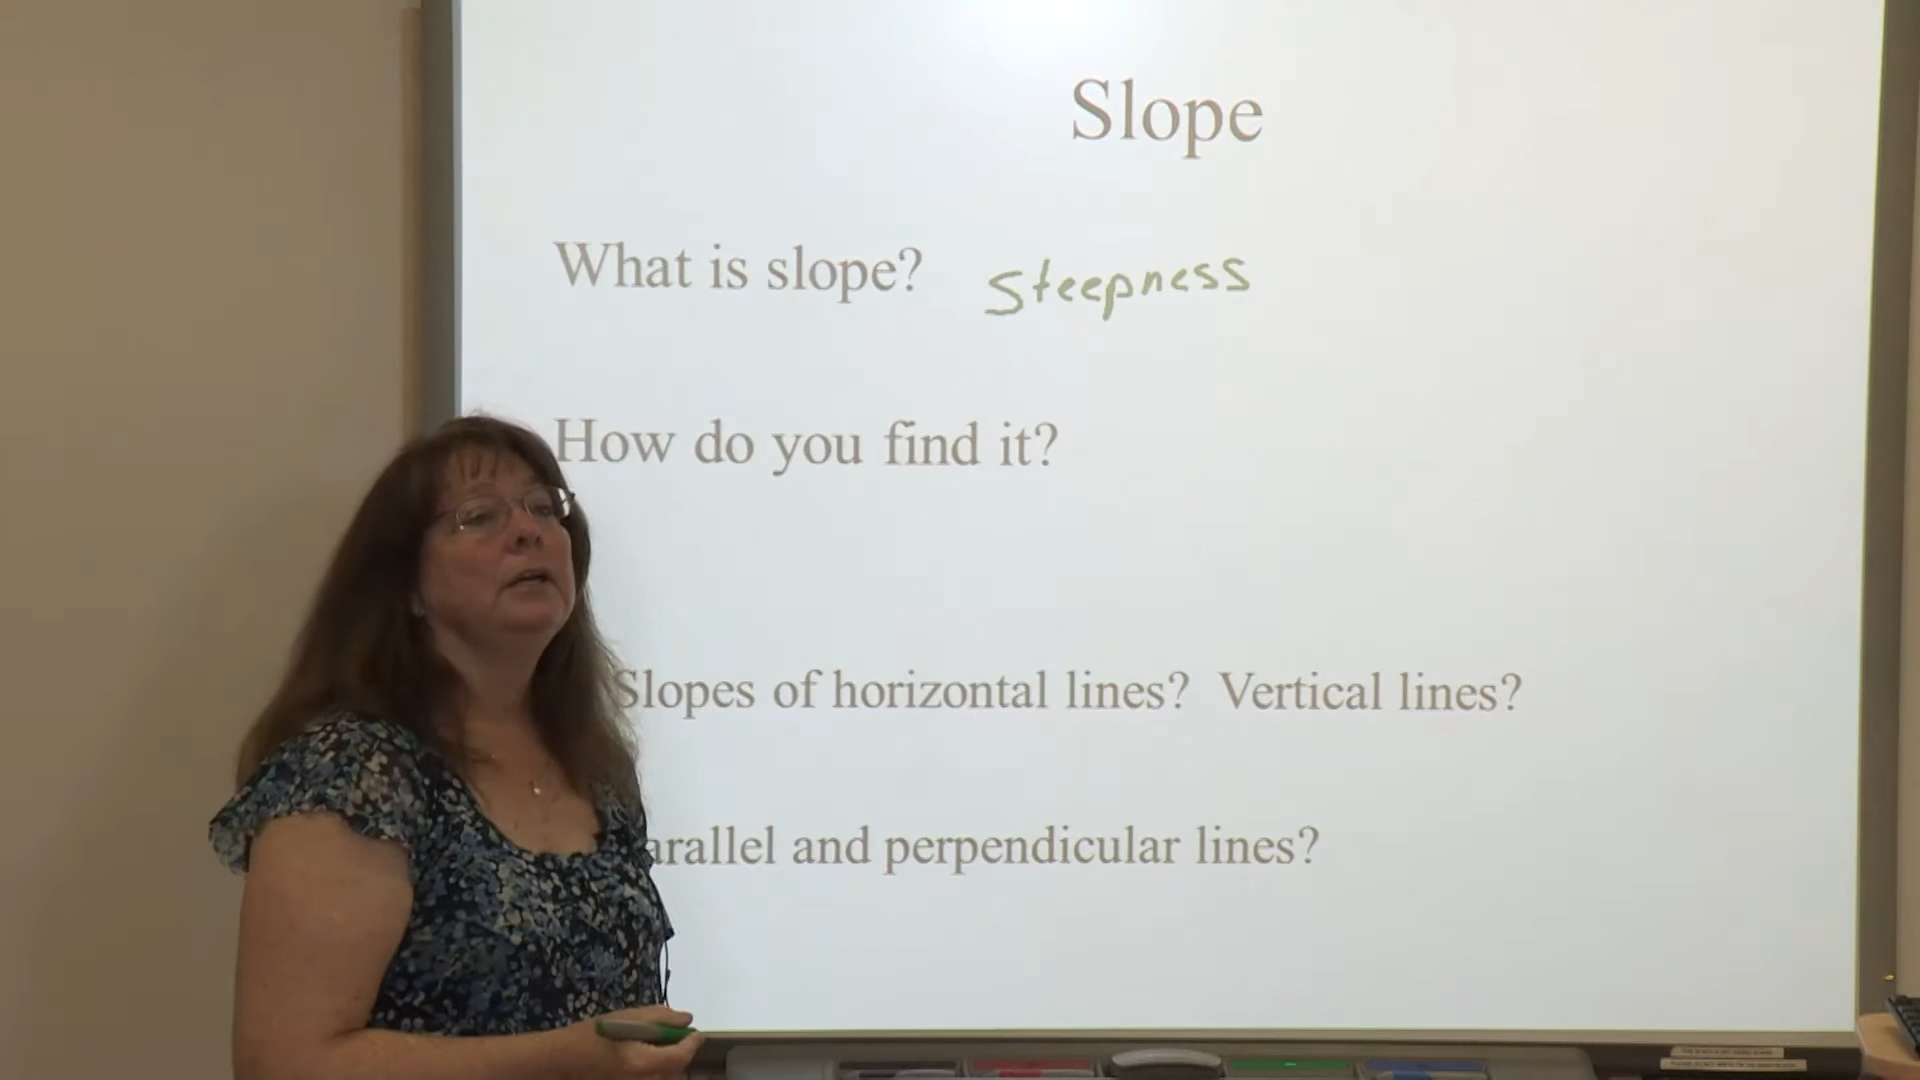 Slope
What is slope? Steepness
How do you find it?
Slopes of horizontal lines? Vertical lines?
arallel and perpendicular lines?